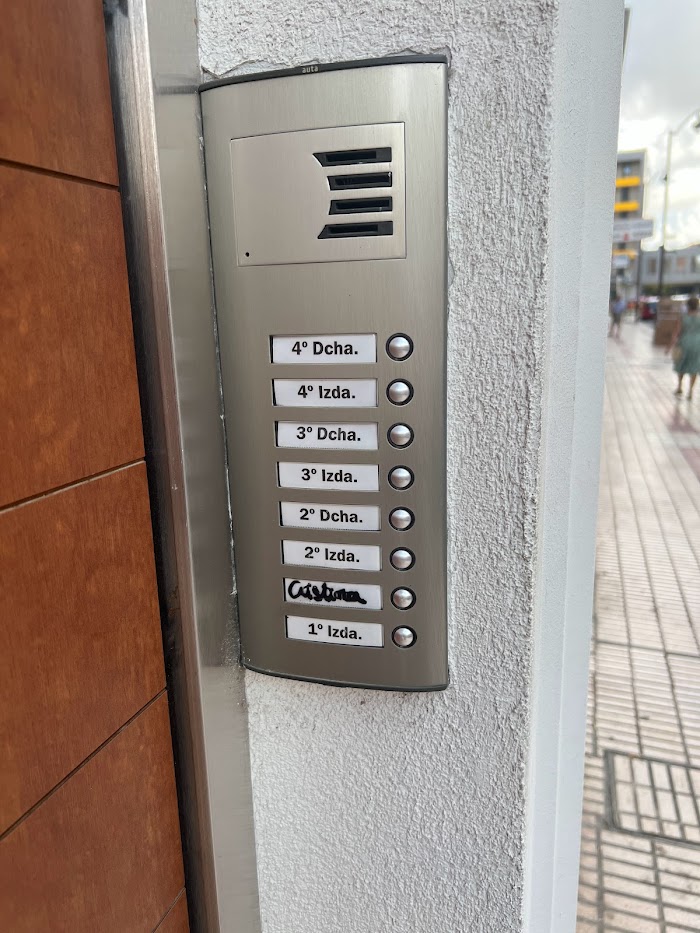 auta
4º Dcha.
4º Izda.
3º Dcha.
3º Izda.
2º Dcha.
2º Izda.
Cristina
1º Izda.